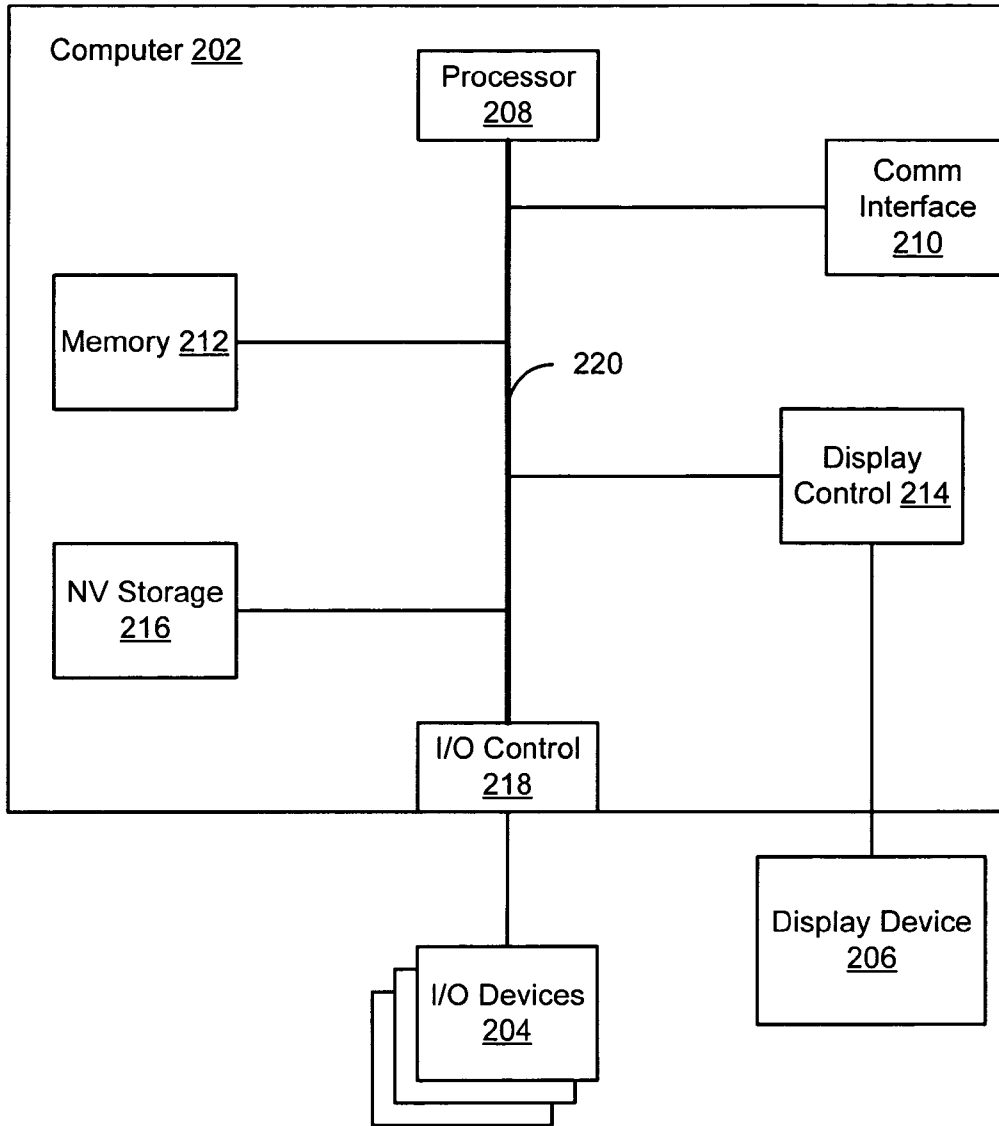 Computer 202
Processor
208
Comm
Interface
210
Memory 212
220
Display
Control 214
NV Storage
216
I/O Control
218
Display Device
206
I/O Devices
204